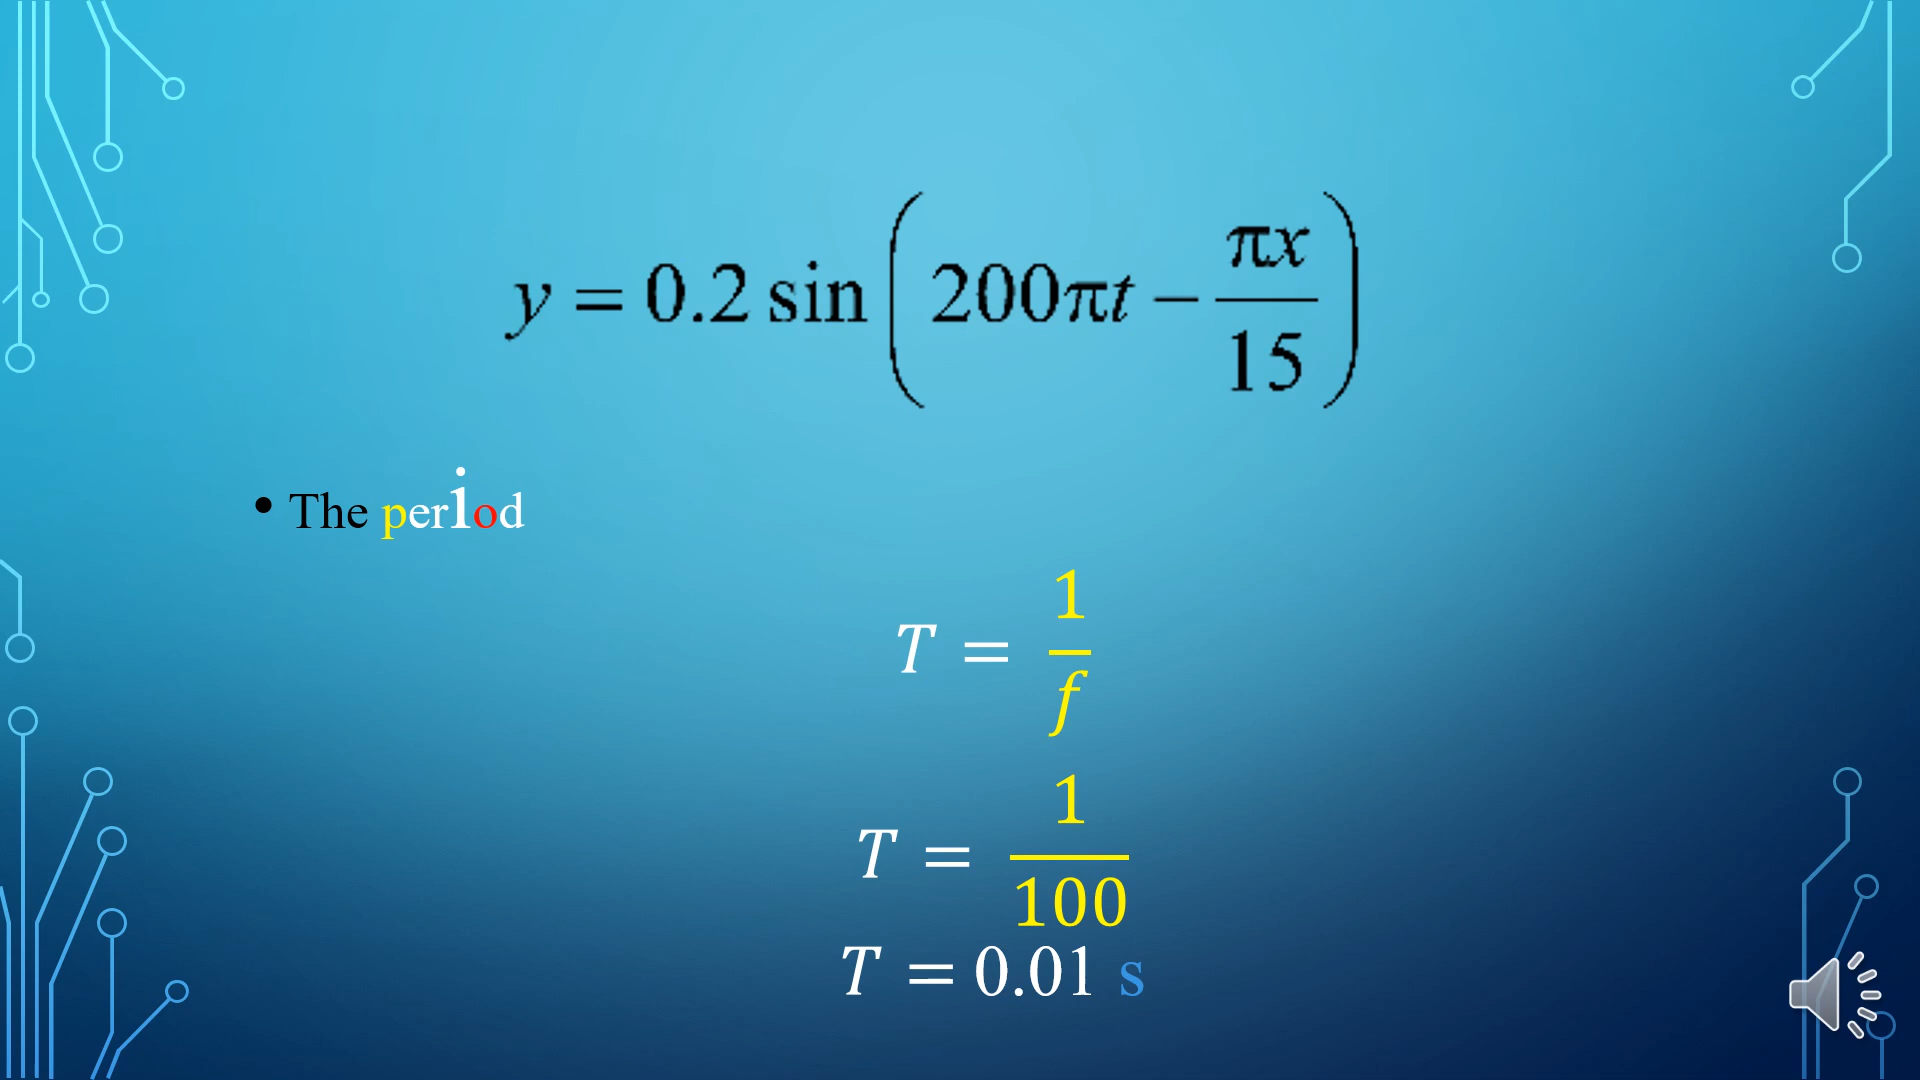 y = 0.2 sin (200πt − πx/15)
• The period
T = 1/f
T = 1/100
T = 0.01 s